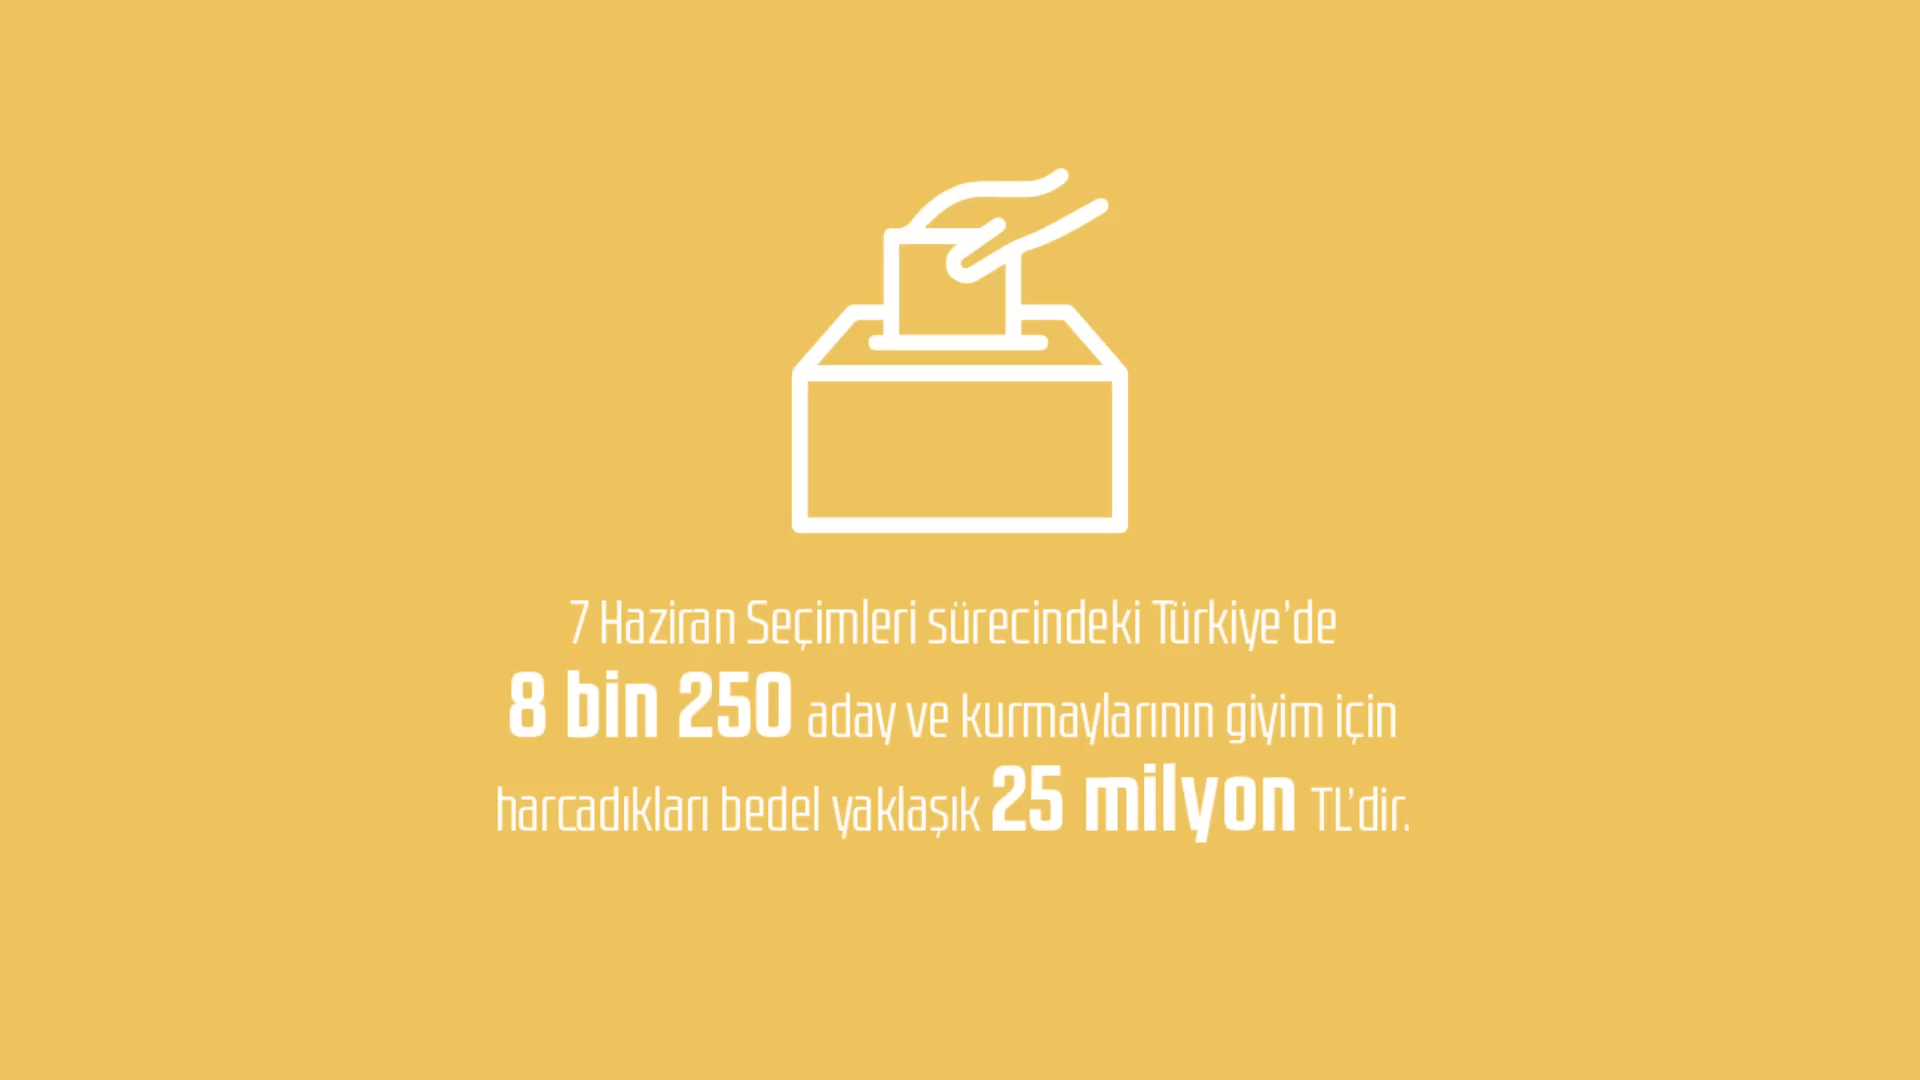 7 Haziran Seçimleri sürecindeki Türkiye'de
8 bin 250 aday ve kurmaylarının giyim için
harcadıkları bedel yaklaşık 25 milyon TL'dir.